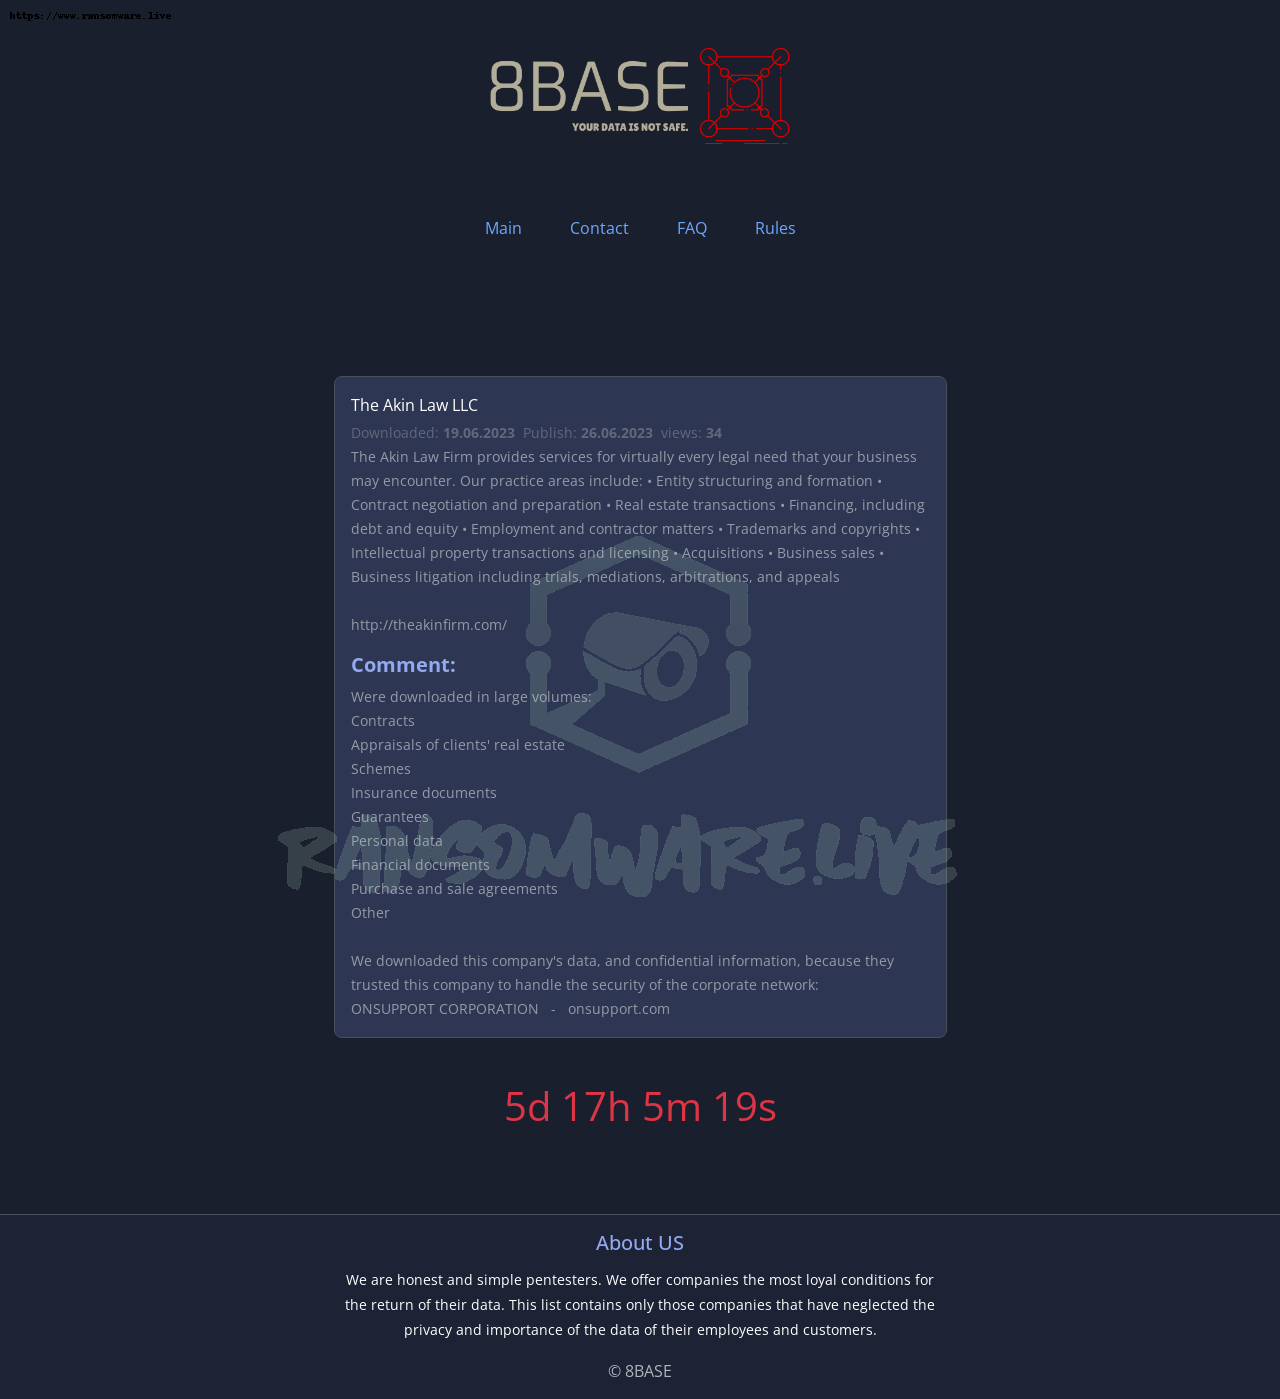 https://www.ransomware.live
8BASE
YOUR DATA IS NOT SAFE.
Main Contact FAQ Rules
The Akin Law LLC
Downloaded: 19.06.2023 Publish: 26.06.2023 views: 34
The Akin Law Firm provides services for virtually every legal need that your business
may encounter. Our practice areas include: • Entity structuring and formation •
Contract negotiation and preparation • Real estate transactions • Financing, including
debt and equity • Employment and contractor matters • Trademarks and copyrights •
Intellectual property transactions and licensing • Acquisitions • Business sales •
Business litigation including trials, mediations, arbitrations, and appeals
http://theakinfirm.com/
Comment:
Were downloaded in large volumes:
Contracts
Appraisals of clients' real estate
Schemes
Insurance documents
Guarantees
Personal data
Financial documents
Purchase and sale agreements
Other
RANSOMWARE.LIVE
We downloaded this company's data, and confidential information, because they
trusted this company to handle the security of the corporate network:
ONSUPPORT CORPORATION - onsupport.com
5d 17h 5m 19s
About US
We are honest and simple pentesters. We offer companies the most loyal conditions for
the return of their data. This list contains only those companies that have neglected the
privacy and importance of the data of their employees and customers.
© 8BASE